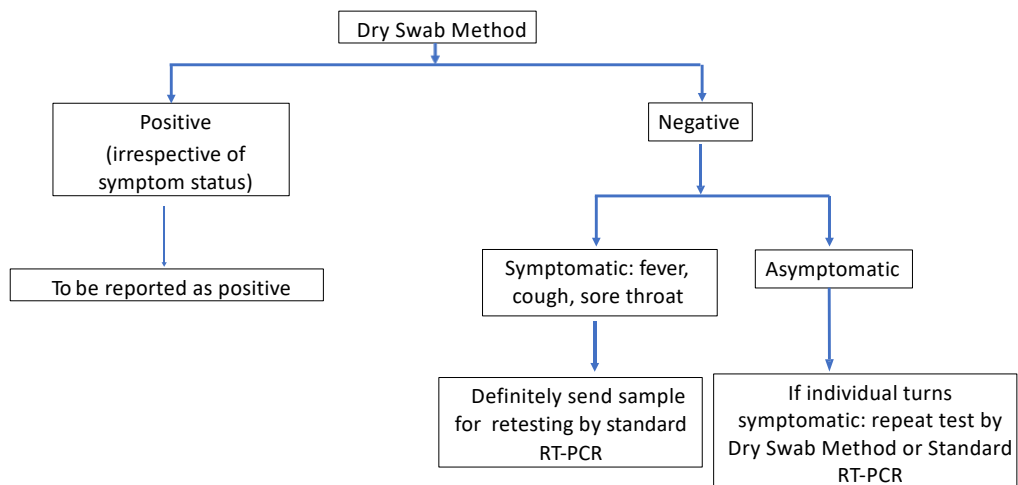 Dry Swab Method
Positive
(irrespective of
symptom status)
Negative
To be reported as positive
Symptomatic: fever,
cough, sore throat
Asymptomatic
Definitely send sample
for retesting by standard
RT-PCR
If individual turns
symptomatic: repeat test by
Dry Swab Method or Standard
RT-PCR